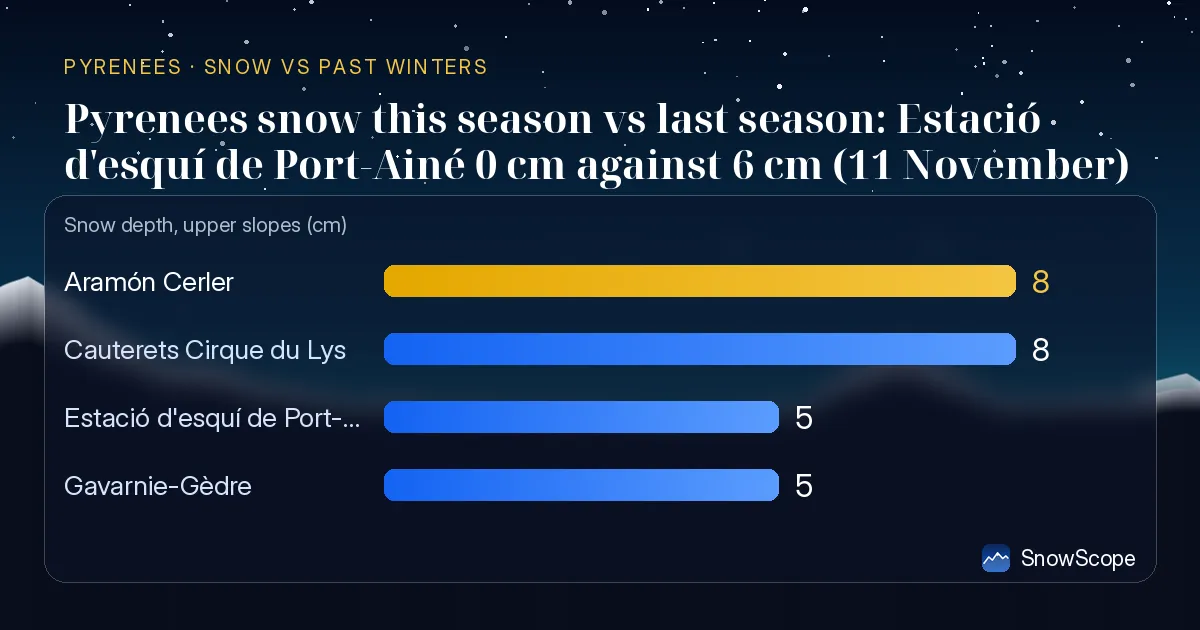 PYRENEES · SNOW VS PAST WINTERS
Pyrenees snow this season vs last season: Estació
d'esquí de Port-Ainé 0 cm against 6 cm (11 November)
Snow depth, upper slopes (cm)
Aramón Cerler 8
Cauterets Cirque du Lys 8
Estació d'esquí de Port-... 5
Gavarnie-Gèdre 5
SnowScope